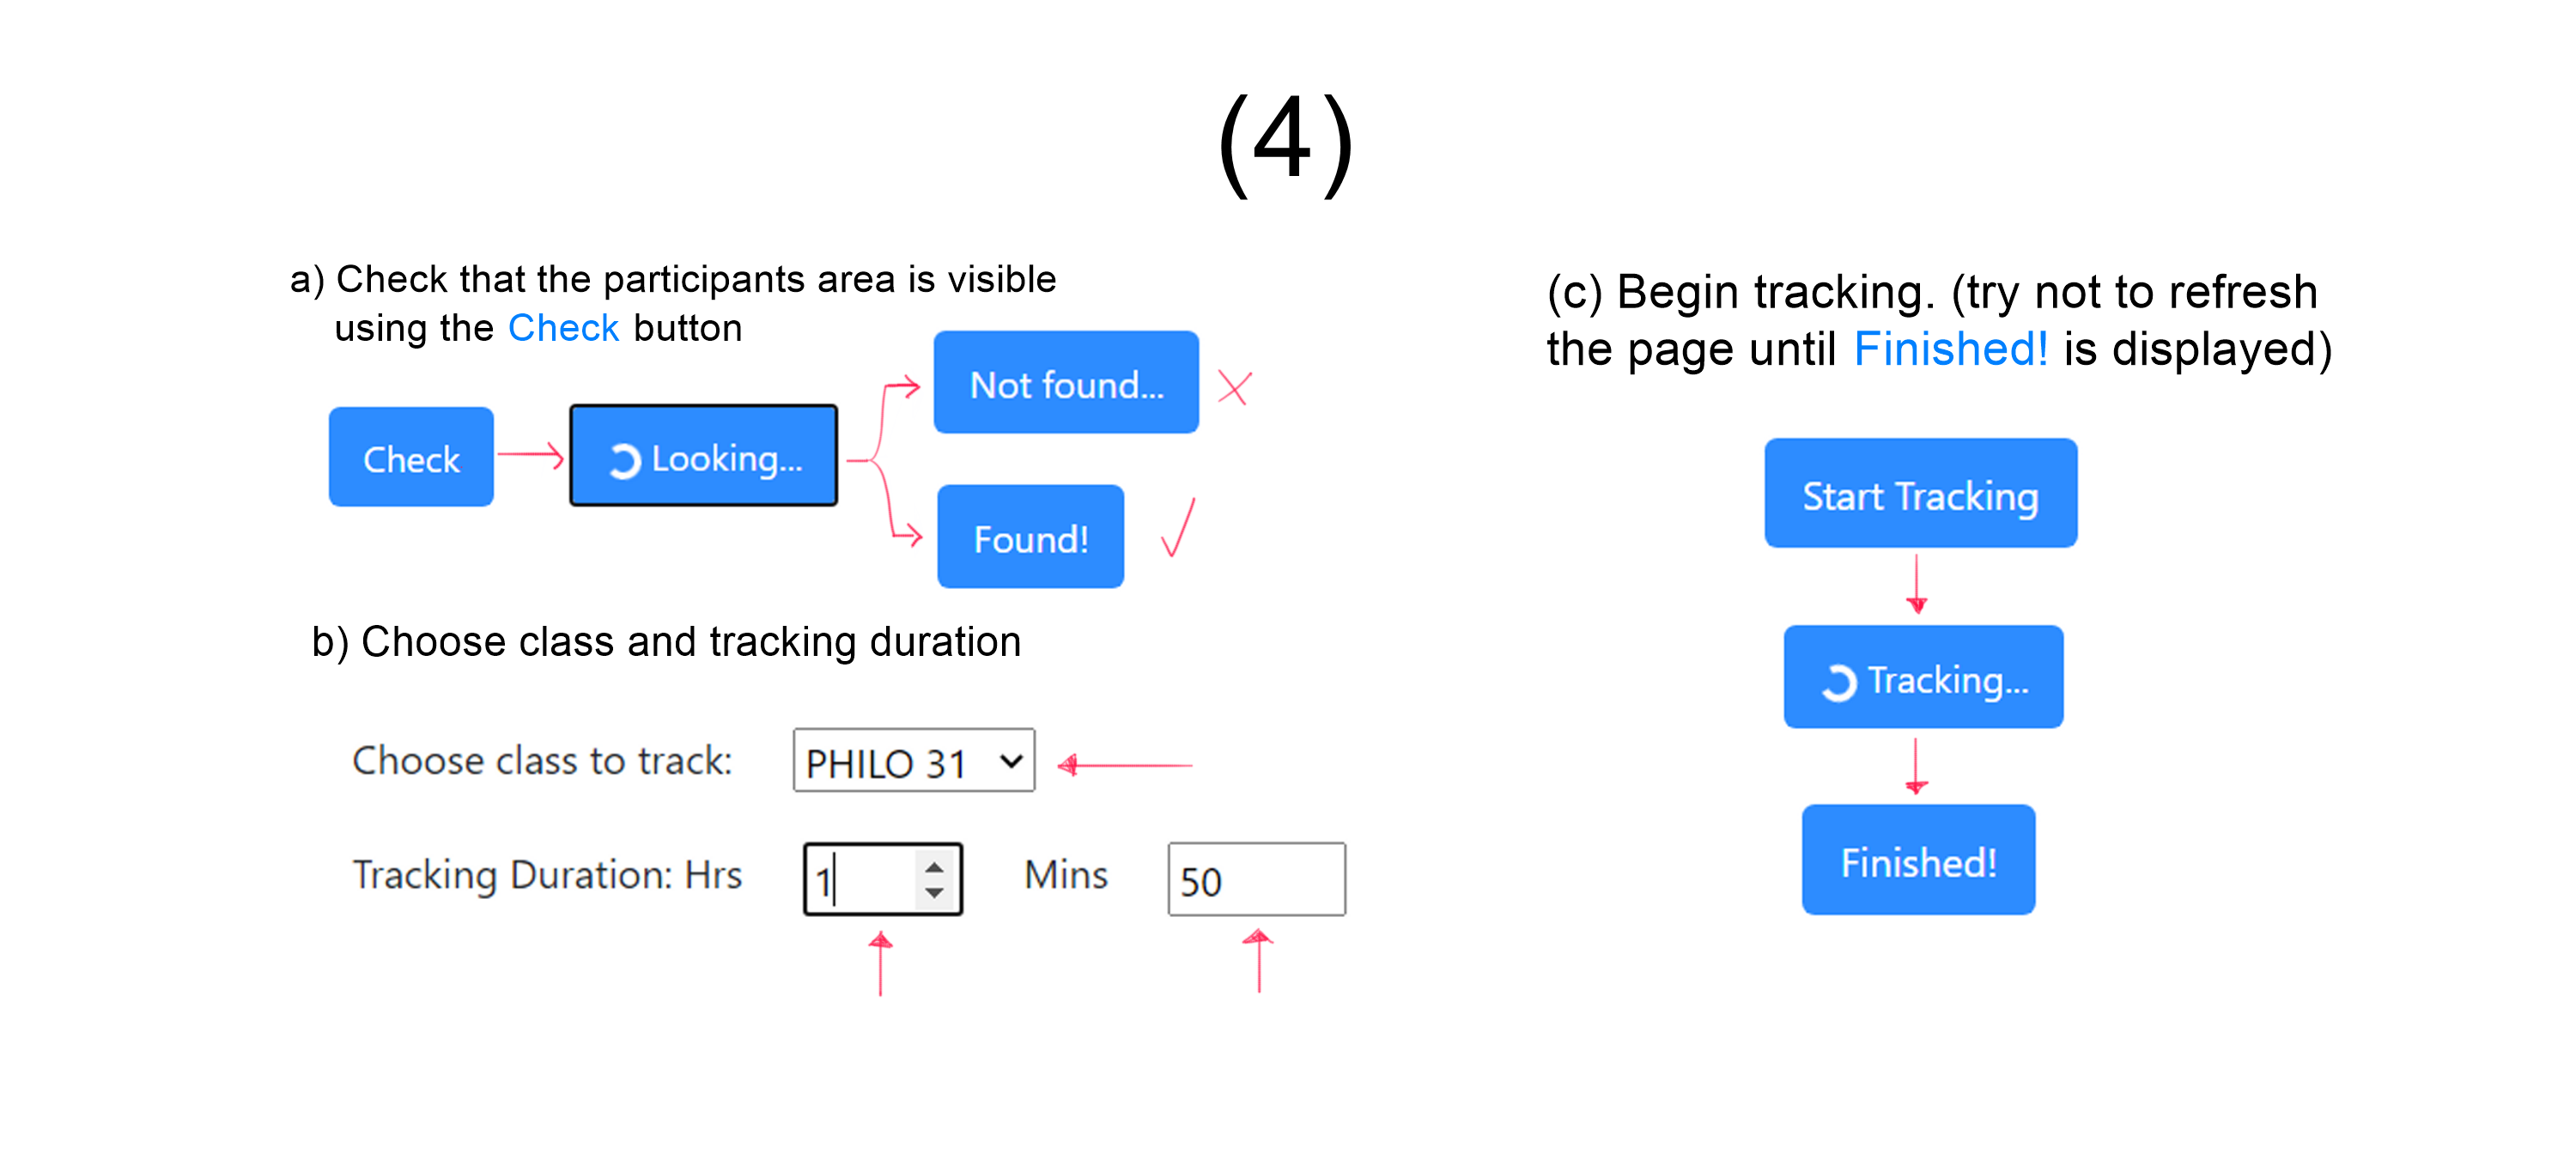 (4)
a) Check that the participants area is visible
using the Check button
Check
Looking...
Not found...
Found!
b) Choose class and tracking duration
Choose class to track: PHILO 31
Tracking Duration: Hrs 1 Mins 50
(c) Begin tracking. (try not to refresh
the page until Finished! is displayed)
Start Tracking
Tracking...
Finished!